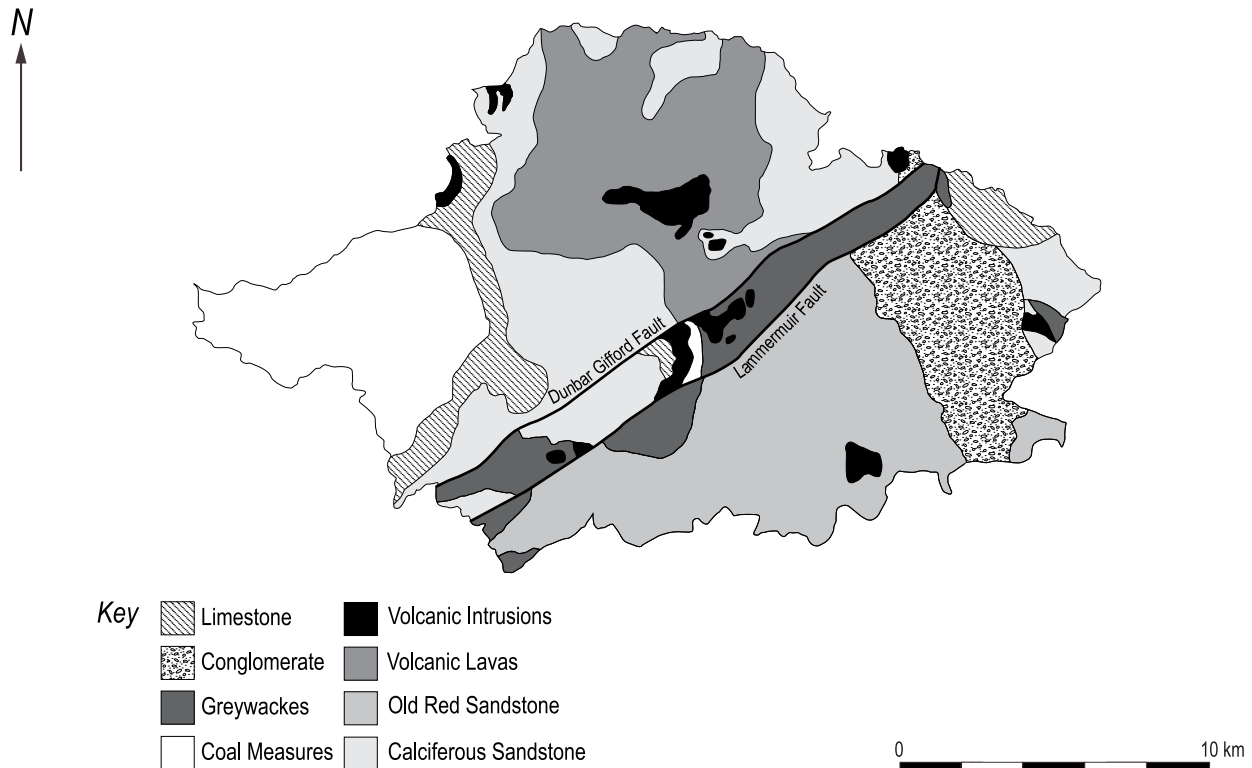 N
Dunbar Gifford Fault
Lammermuir Fault
Key
Limestone
Conglomerate
Greywackes
Coal Measures
Volcanic Intrusions
Volcanic Lavas
Old Red Sandstone
Calciferous Sandstone
0 10 km